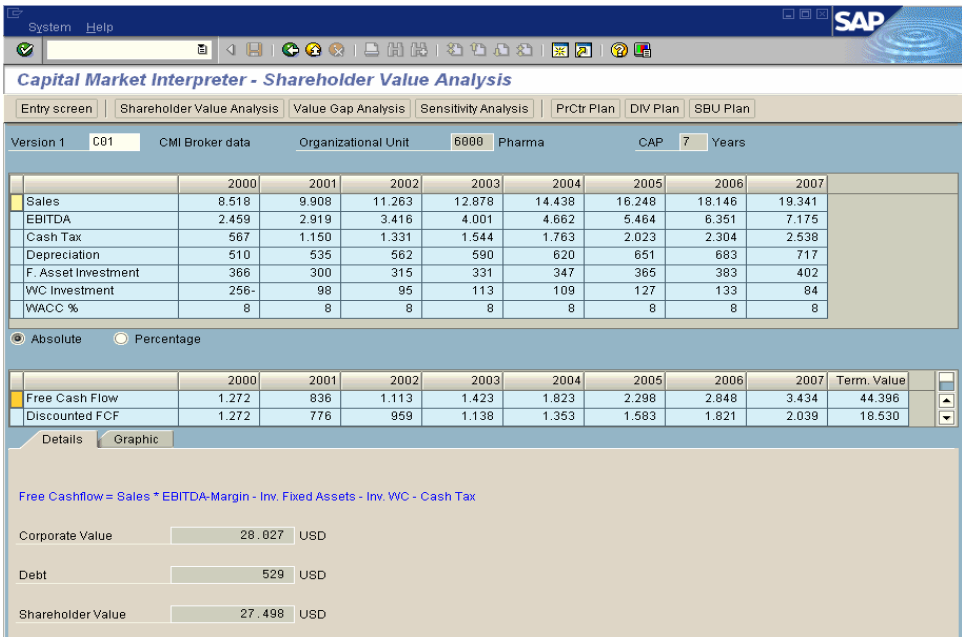 System Help
SAP
Capital Market Interpreter - Shareholder Value Analysis
Entry screen Shareholder Value Analysis Value Gap Analysis Sensitivity Analysis PrCtr Plan DIV Plan SBU Plan
Version 1 C01 CMI Broker data Organizational Unit 6000 Pharma CAP 7 Years
2000 2001 2002 2003 2004 2005 2006 2007
Sales 8.518 9.908 11.263 12.878 14.438 16.248 18.146 19.341
EBITDA 2.459 2.919 3.416 4.001 4.662 5.464 6.351 7.175
Cash Tax 567 1.150 1.331 1.544 1.763 2.023 2.304 2.538
Depreciation 510 535 562 590 620 651 683 717
F. Asset Investment 366 300 315 331 347 365 383 402
WC Investment 256- 98 95 113 109 127 133 84
WACC % 8 8 8 8 8 8 8 8
Absolute Percentage
2000 2001 2002 2003 2004 2005 2006 2007 Term. Value
Free Cash Flow 1.272 836 1.113 1.423 1.823 2.298 2.848 3.434 44.396
Discounted FCF 1.272 776 959 1.138 1.353 1.583 1.821 2.039 18.530
Details Graphic
Free Cashflow = Sales * EBITDA-Margin - Inv. Fixed Assets - Inv. WC - Cash Tax
Corporate Value 28.027 USD
Debt 529 USD
Shareholder Value 27.498 USD